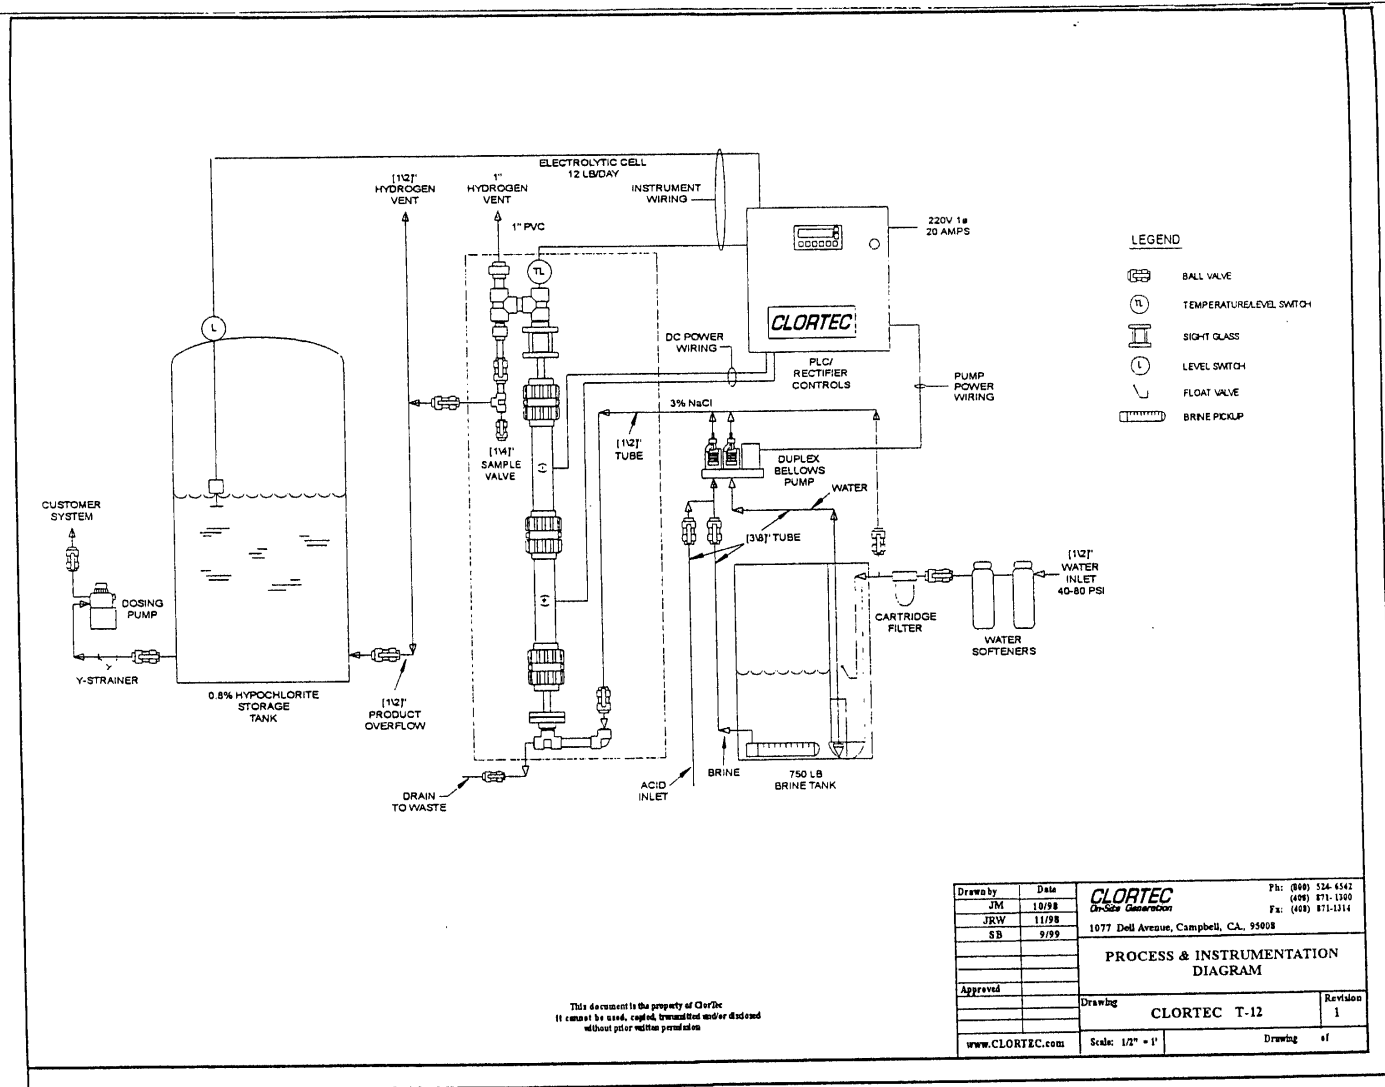 ELECTROLYTIC CELL
12 LB/DAY
[1\2]"
HYDROGEN
VENT
1"
HYDROGEN
VENT
1" PVC
INSTRUMENT
WIRING
220V 1ø
20 AMPS
TL
L
CLORTEC
DC POWER
WIRING
PLC/
RECTIFIER
CONTROLS
PUMP
POWER
WIRING
3% NaCl
[1\2]"
TUBE
[1\4]"
SAMPLE
VALVE
DUPLEX
BELLOWS
PUMP
WATER
[3\8]" TUBE
(-)
(+)
CUSTOMER
SYSTEM
DOSING
PUMP
Y
Y-STRAINER
0.8% HYPOCHLORITE
STORAGE
TANK
[1\2]"
PRODUCT
OVERFLOW
DRAIN
TO WASTE
ACID
INLET
BRINE
750 LB
BRINE TANK
CARTRIDGE
FILTER
WATER
SOFTENERS
[1\2]"
WATER
INLET
40-80 PSI
LEGEND
BALL VALVE
TL
TEMPERATURE/LEVEL SWITCH
SIGHT GLASS
L
LEVEL SWITCH
FLOAT VALVE
BRINE PICKUP
This document is the property of ClorTec
It cannot be used, copied, transmitted and/or disclosed
without prior written permission
Drawn by Date
JM 10/98
JRW 11/98
SB 9/99
Approved
www.CLORTEC.com
CLORTEC
On-Site Generation
Ph: (800) 524-6542
(408) 871-1300
Fx: (408) 871-1314
1077 Dell Avenue, Campbell, CA., 95008
PROCESS & INSTRUMENTATION
DIAGRAM
Drawing
CLORTEC T-12
Revision
1
Scale: 1/2" = 1'
Drawing of